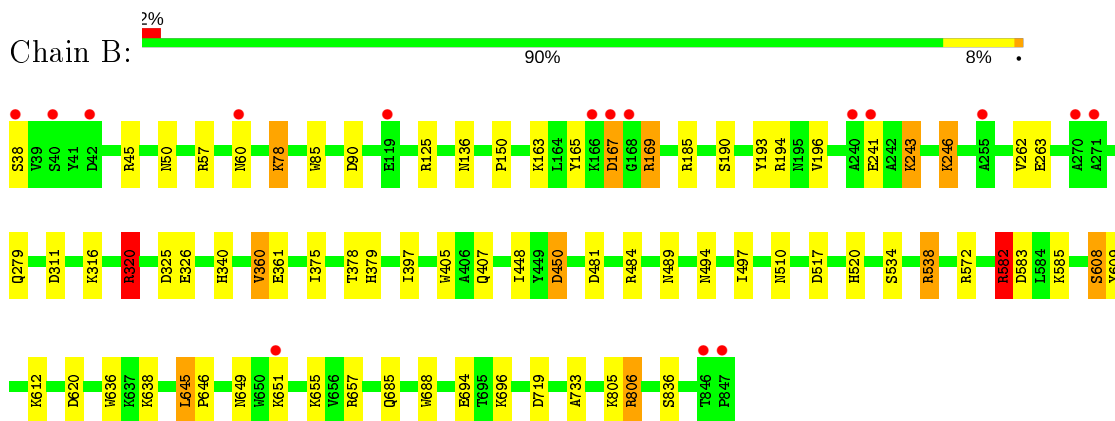 2%
Chain B:
90% 8% •
S38 V39 S40 Y41 D42 R45 N50 R57 N60 K78 W85 D90 E119 R125 N136 P150 K163 L164 Y165 K166 D167 G168 R169 R185 S190 Y193 R194 N195 V196 A240 E241 A242 K243 K246 A255 V262 E263 A270 A271
Q279 D311 K316 R320 D325 E326 H340 V360 E361 I375 T378 H379 I397 W405 A406 Q407 I448 Y449 D450 D481 R484 N489 N494 I497 N510 D517 H520 S534 R538 R572 R582 D583 L584 K585 S608 Y609
K612 D620 W636 K637 K638 L645 P646 N649 W650 K651 K655 V656 R657 Q685 W688 E694 T695 K696 D719 A733 K805 R806 S836 T846 P847